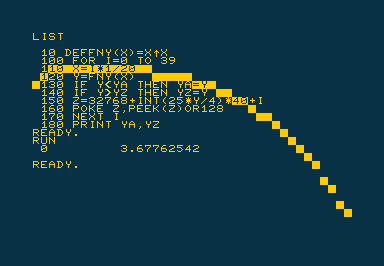 LIST
10 DEFFNY(X)=X↑X
100 FOR I=0 TO 39
110 X=I*1/20
120 Y=FNY(X)
130 IF Y<YA THEN YA=Y
140 IF Y>YZ THEN YZ=Y
150 Z=32768+INT(25*Y/4)*40+I
160 POKE Z,PEEK(Z)OR128
170 NEXT I
180 PRINT YA,YZ
READY.
RUN
0 3.67762542
READY.